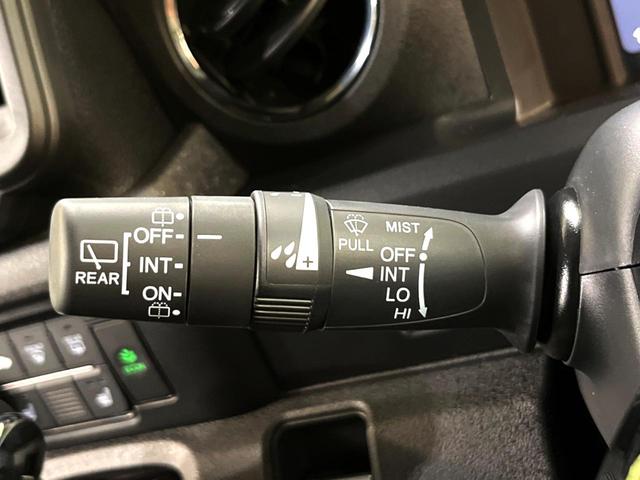 OFF
INT
ON
REAR
+
PULL
MIST
OFF
INT
LO
HI